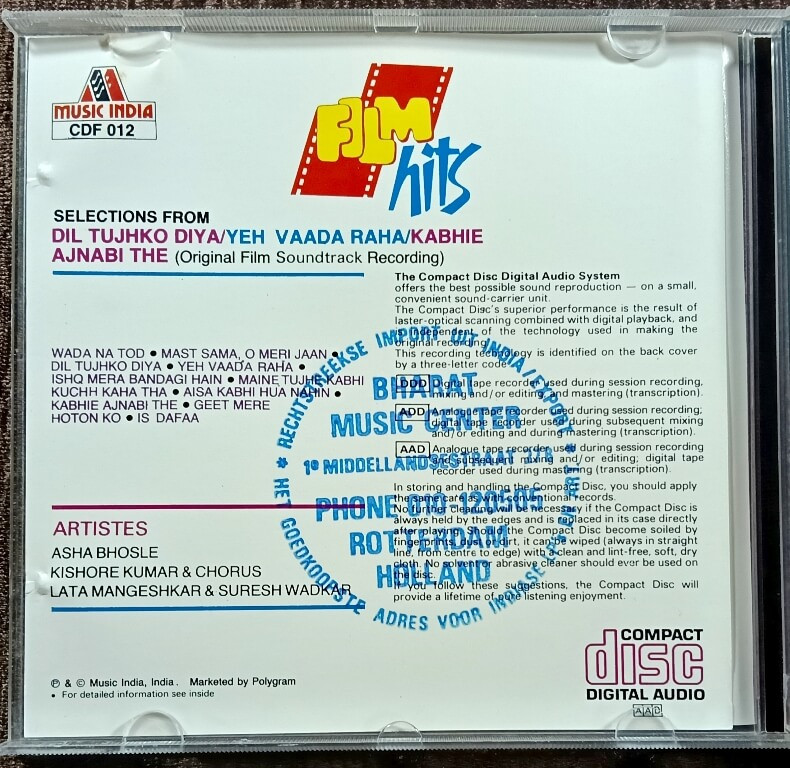 MUSIC INDIA
CDF 012
FILM
hits
SELECTIONS FROM
DIL TUJHKO DIYA/YEH VAADA RAHA/KABHIE
AJNABI THE (Original Film Soundtrack Recording)
WADA NA TOD • MAST SAMA, O MERI JAAN •
DIL TUJHKO DIYA • YEH VAADA RAHA •
ISHQ MERA BANDAGI HAIN • MAINE TUJHE KABHI
KUCHH KAHA THA • AISA KABHI HUA NAHIN •
KABHIE AJNABI THE • GEET MERE
HOTON KO • IS DAFAA
ARTISTES
ASHA BHOSLE
KISHORE KUMAR & CHORUS
LATA MANGESHKAR & SURESH WADKAR
℗ & © Music India, India. Marketed by Polygram
• For detailed information see inside
The Compact Disc Digital Audio System
offers the best possible sound reproduction — on a small,
convenient sound-carrier unit.
The Compact Disc's superior performance is the result of
laser-optical scanning combined with digital playback, and
is independent of the technology used in making the
original recording.
This recording technology is identified on the back cover
by a three-letter code
DDD Digital tape recorder used during session recording,
mixing and/or editing and mastering (transcription).
ADD Analogue tape recorder used during session recording;
digital tape recorder used during subsequent mixing
and/or editing and during mastering (transcription).
AAD Analogue tape recorder used during session recording
and subsequent mixing and/or editing; digital tape
recorder used during mastering (transcription).
In storing and handling the Compact Disc, you should apply
the same care as with conventional records.
No further cleaning will be necessary if the Compact Disc is
always held by the edges and is replaced in its case directly
after playing. Should the Compact Disc become soiled by
fingerprints, dust or dirt, it can be wiped (always in straight
line, from centre to edge) with a clean and lint-free, soft, dry
cloth. No solvent or abrasive cleaner should ever be used on
the disc.
If you follow these suggestions, the Compact Disc will
provide a lifetime of pure listening enjoyment.
RECHTSTREEKSE IMPORT UIT INDIA/EXPORT
BHARAT
MUSIC CENTER
1e MIDDELLANDSESTRAAT
PHONE 010-
ROTTERDAM
HOLLAND
* HET GOEDKOOPSTE ADRES VOOR INDIASE
COMPACT
disc
DIGITAL AUDIO
AAD